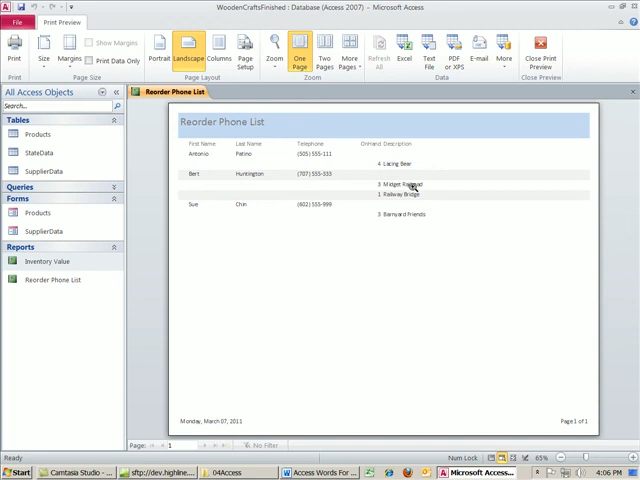 WoodenCraftsFinished : Database (Access 2007) - Microsoft Access
File Print Preview
Show Margins
Print Data Only
Print Size Margins Portrait Landscape Columns Page Setup Zoom One Page Two Pages More Pages Refresh All Excel Text File PDF or XPS E-mail More Close Print Preview
Print Page Size Page Layout Zoom Data Close Preview
All Access Objects
Reorder Phone List
Search...
Tables
Products
StateData
SupplierData
Queries
Forms
Products
SupplierData
Reports
Inventory Value
Reorder Phone List
Reorder Phone List
First Name Last Name Telephone OnHand Description
Antonio Patino (505) 555-111
4 Lacing Bear
Bert Huntington (707) 555-333
3 Midget Railroad
1 Railway Bridge
Sue Chin (602) 555-999
3 Barnyard Friends
Monday, March 07, 2011 Page 1 of 1
Page: 1 No Filter
Ready Num Lock 65%
Start Camtasia Studio - ... sftp://dev.highline... 04Access Access Words For ... Microsoft Access... 4:06 PM